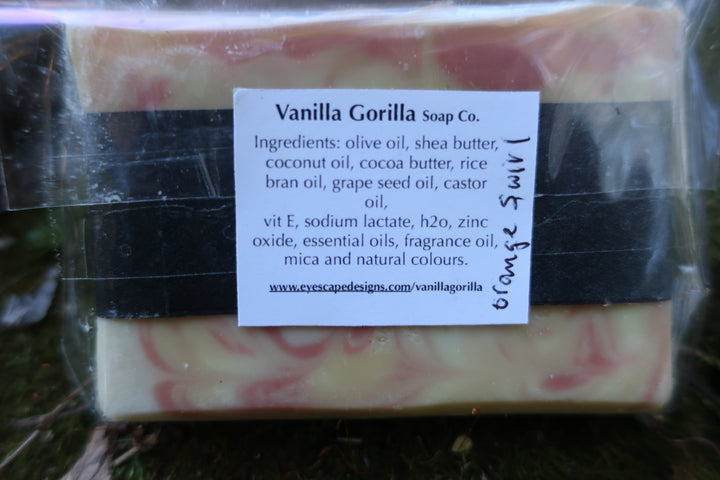 Vanilla Gorilla Soap Co.
Ingredients: olive oil, shea butter,
coconut oil, cocoa butter, rice
bran oil, grape seed oil, castor
oil,
vit E, sodium lactate, h2o, zinc
oxide, essential oils, fragrance oil,
mica and natural colours.
www.eyescapedesigns.com/vanillagorilla
orange swirl